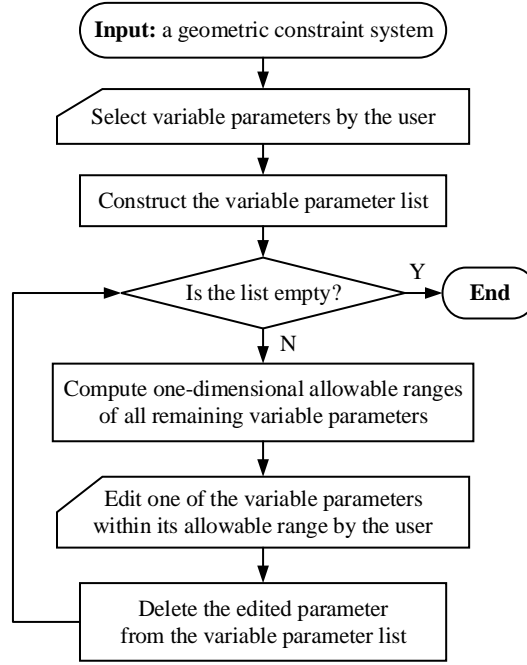 Input: a geometric constraint system
Select variable parameters by the user
Construct the variable parameter list
Is the list empty?
Y
End
N
Compute one-dimensional allowable ranges
of all remaining variable parameters
Edit one of the variable parameters
within its allowable range by the user
Delete the edited parameter
from the variable parameter list